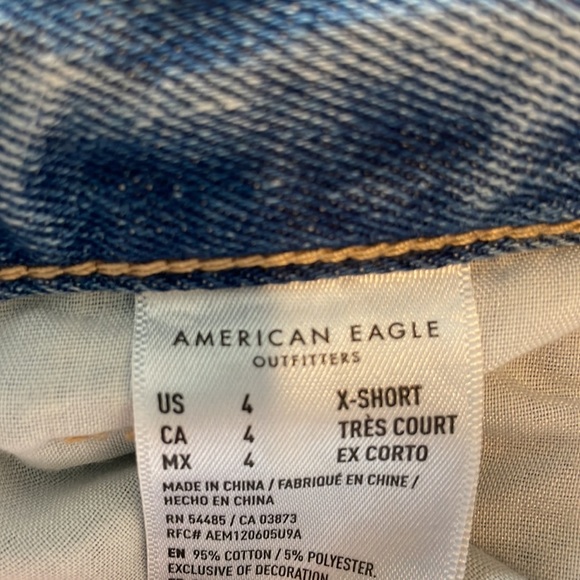 AMERICAN EAGLE
OUTFITTERS
US 4 X-SHORT
CA 4 TRÈS COURT
MX 4 EX CORTO
MADE IN CHINA / FABRIQUÉ EN CHINE /
HECHO EN CHINA
RN 54485 / CA 03873
RFC# AEM120605U9A
EN 95% COTTON / 5% POLYESTER,
EXCLUSIVE OF DECORATION